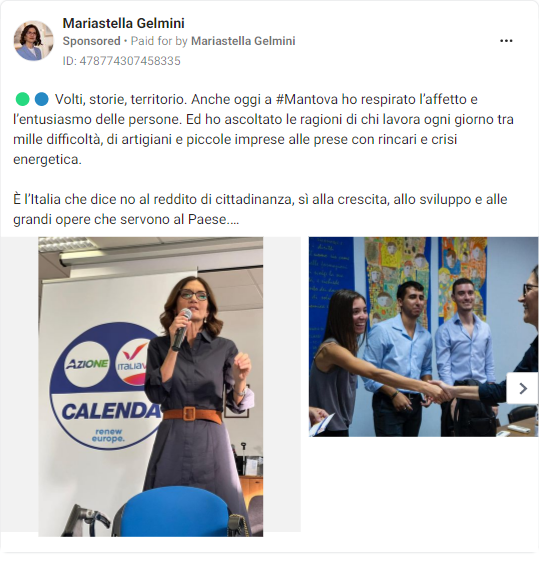 Mariastella Gelmini
Sponsored • Paid for by Mariastella Gelmini
ID: 478774307458335
Volti, storie, territorio. Anche oggi a #Mantova ho respirato l’affetto e
l’entusiasmo delle persone. Ed ho ascoltato le ragioni di chi lavora ogni giorno tra
mille difficoltà, di artigiani e piccole imprese alle prese con rincari e crisi
energetica.
È l’Italia che dice no al reddito di cittadinanza, sì alla crescita, allo sviluppo e alle
grandi opere che servono al Paese....
AZIONE
ITALIAV
CALENDA
renew
europe.